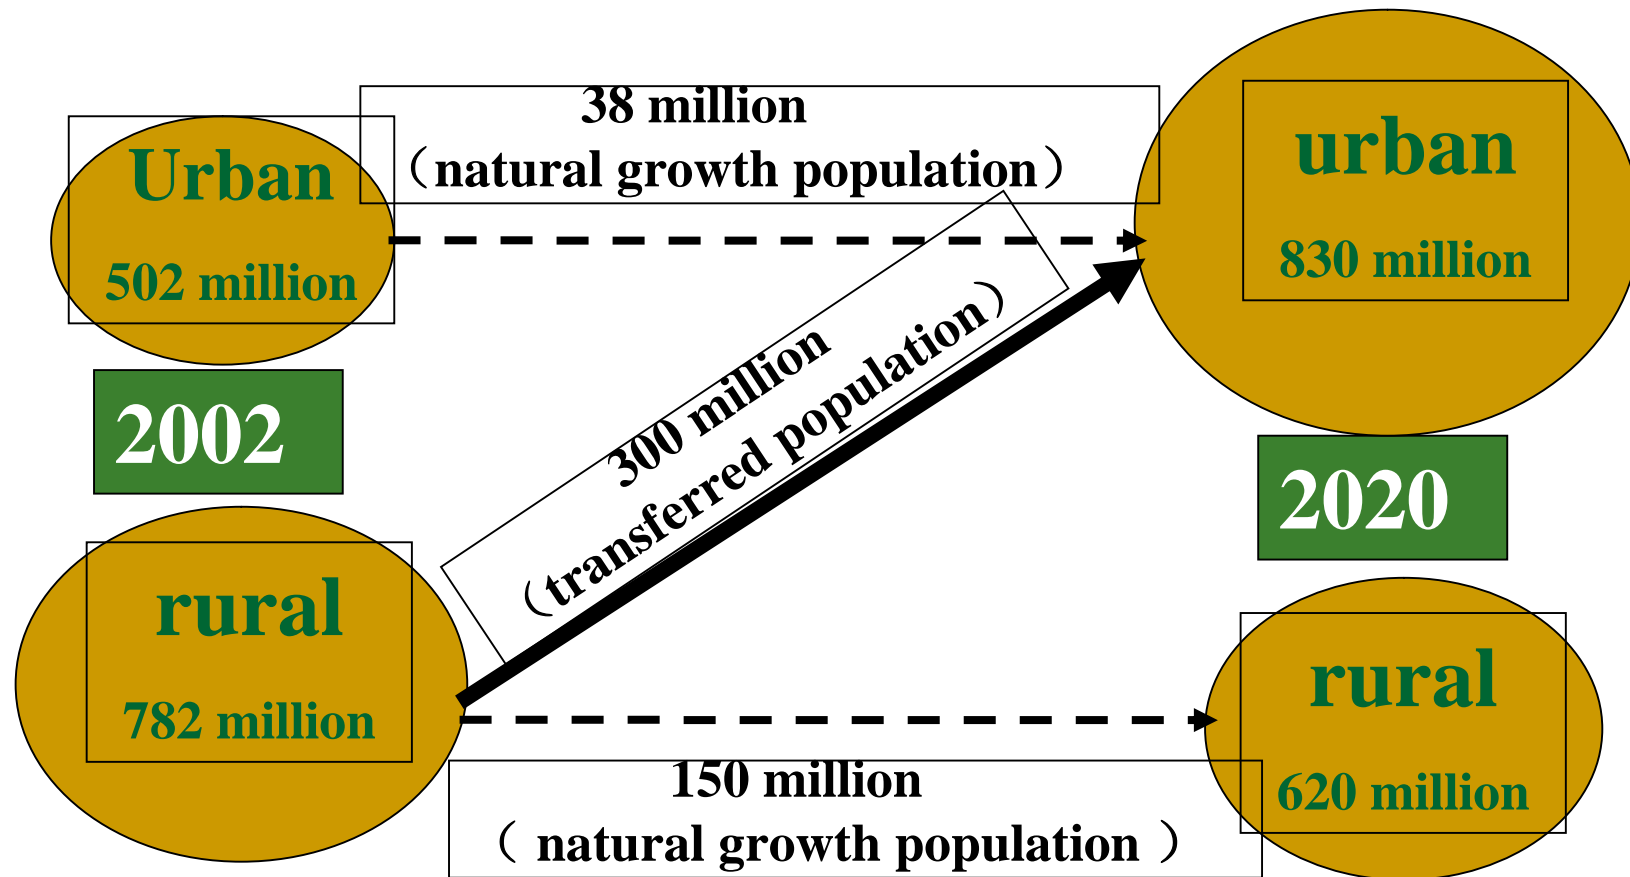 38 million
（natural growth population）
Urban
502 million
urban
830 million
300 million
（transferred population）
2002
2020
rural
782 million
rural
620 million
150 million
（ natural growth population ）